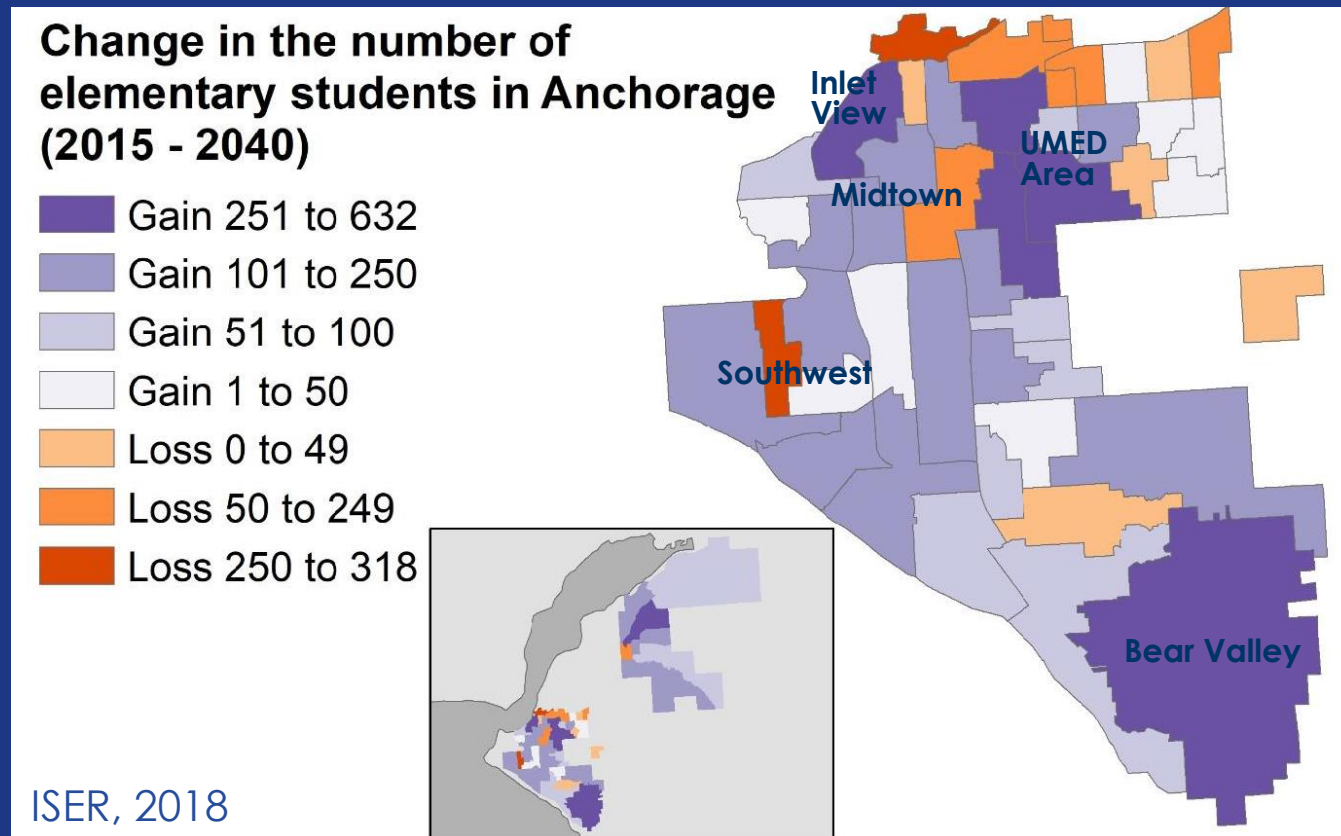 Change in the number of
elementary students in Anchorage
(2015 - 2040)
Gain 251 to 632
Gain 101 to 250
Gain 51 to 100
Gain 1 to 50
Loss 0 to 49
Loss 50 to 249
Loss 250 to 318
Inlet
View
UMED
Area
Midtown
Southwest
Bear Valley
ISER, 2018